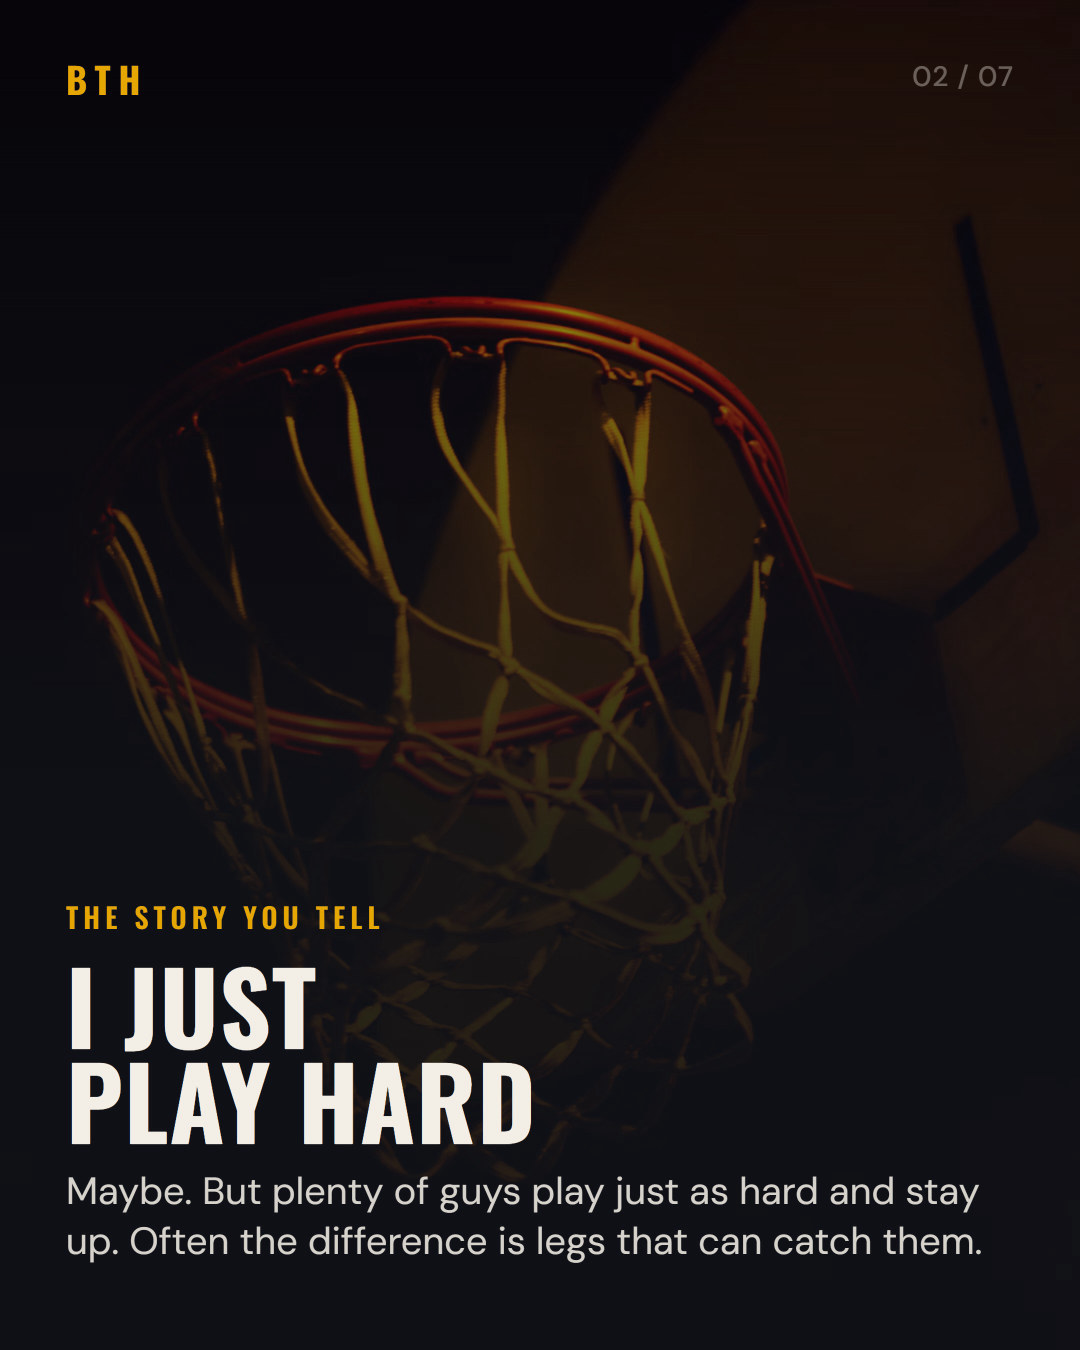 BTH
02 / 07
THE STORY YOU TELL
I JUST
PLAY HARD
Maybe. But plenty of guys play just as hard and stay
up. Often the difference is legs that can catch them.